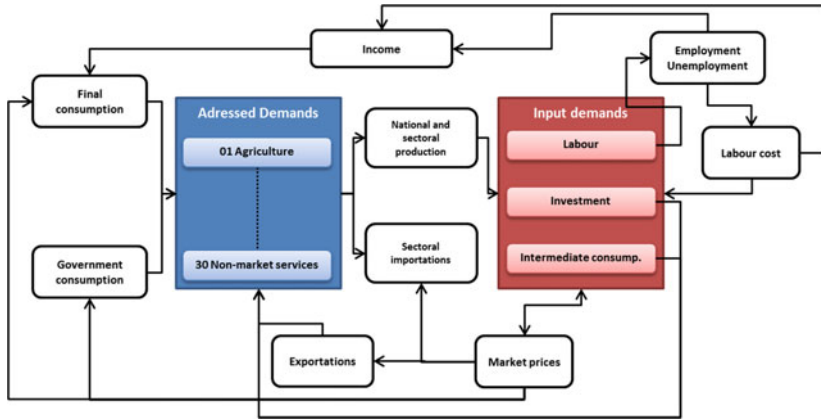 Income
Employment
Unemployment
Final
consumption
Adressed Demands
01 Agriculture
30 Non-market services
National and
sectoral
production
Input demands
Labour
Investment
Intermediate consump.
Labour cost
Government
consumption
Sectoral
importations
Exportations
Market prices